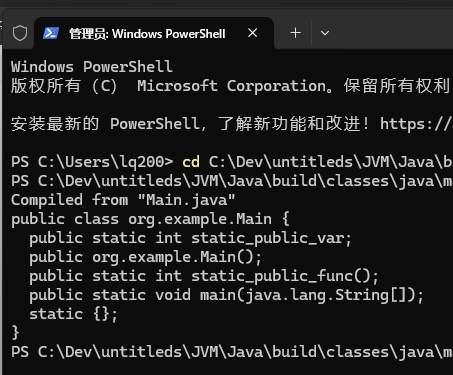 管理员: Windows PowerShell
Windows PowerShell
版权所有（C） Microsoft Corporation。保留所有权利
安装最新的 PowerShell，了解新功能和改进！https://
PS C:\Users\lq200> cd C:\Dev\untitleds\JVM\Java\b
PS C:\Dev\untitleds\JVM\Java\build\classes\java\m
Compiled from "Main.java"
public class org.example.Main {
  public static int static_public_var;
  public org.example.Main();
  public static int static_public_func();
  public static void main(java.lang.String[]);
  static {};
}
PS C:\Dev\untitleds\JVM\Java\build\classes\java\m